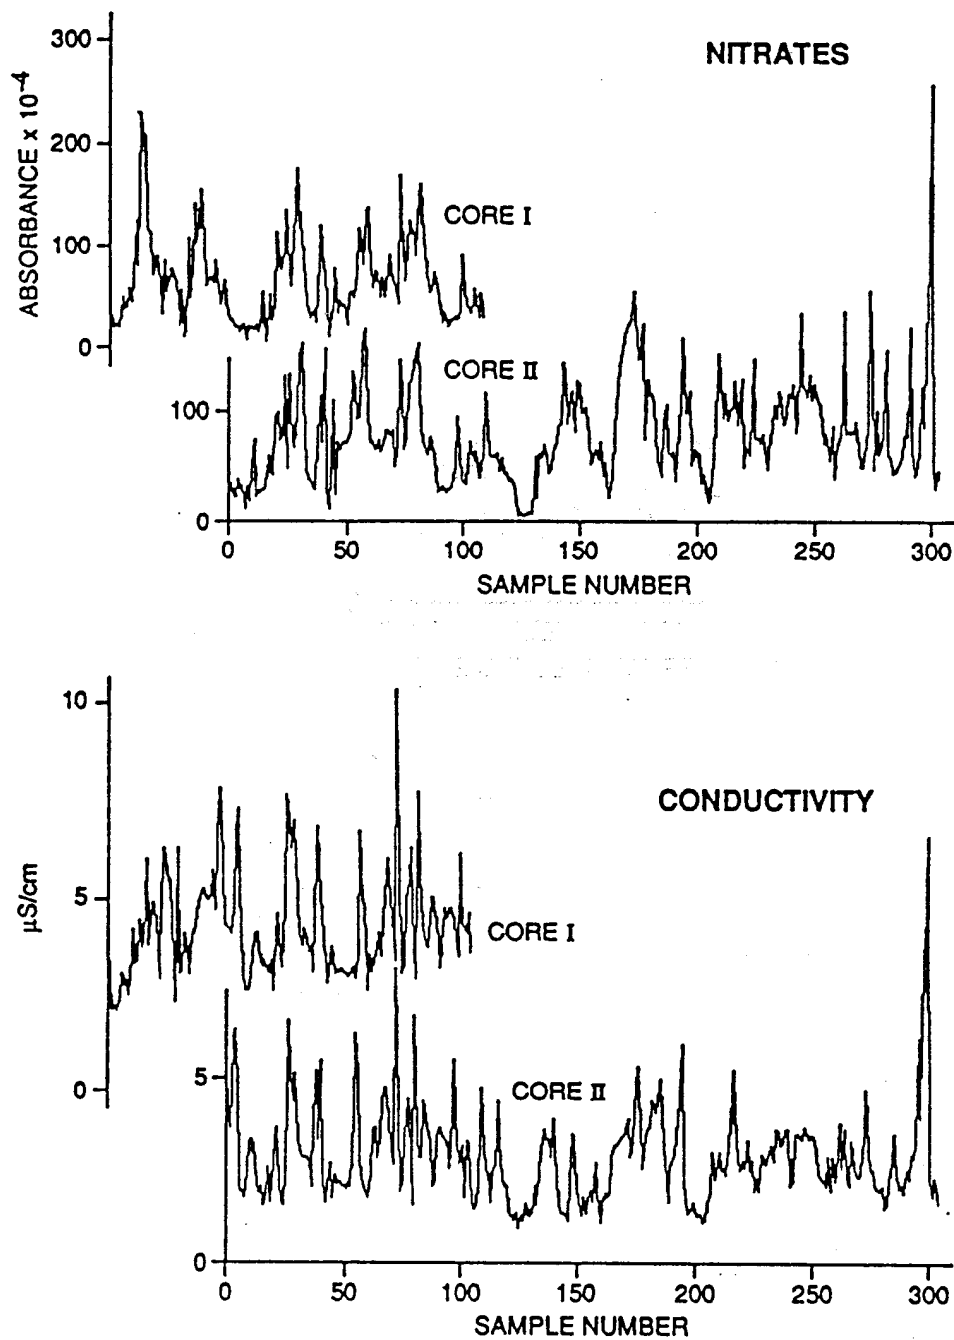 NITRATES
ABSORBANCE x 10⁻⁴
300
200
100
0
CORE I
CORE II
100
0
0 50 100 150 200 250 300
SAMPLE NUMBER
CONDUCTIVITY
µS/cm
10
5
0
CORE I
CORE II
5
0
0 50 100 150 200 250 300
SAMPLE NUMBER